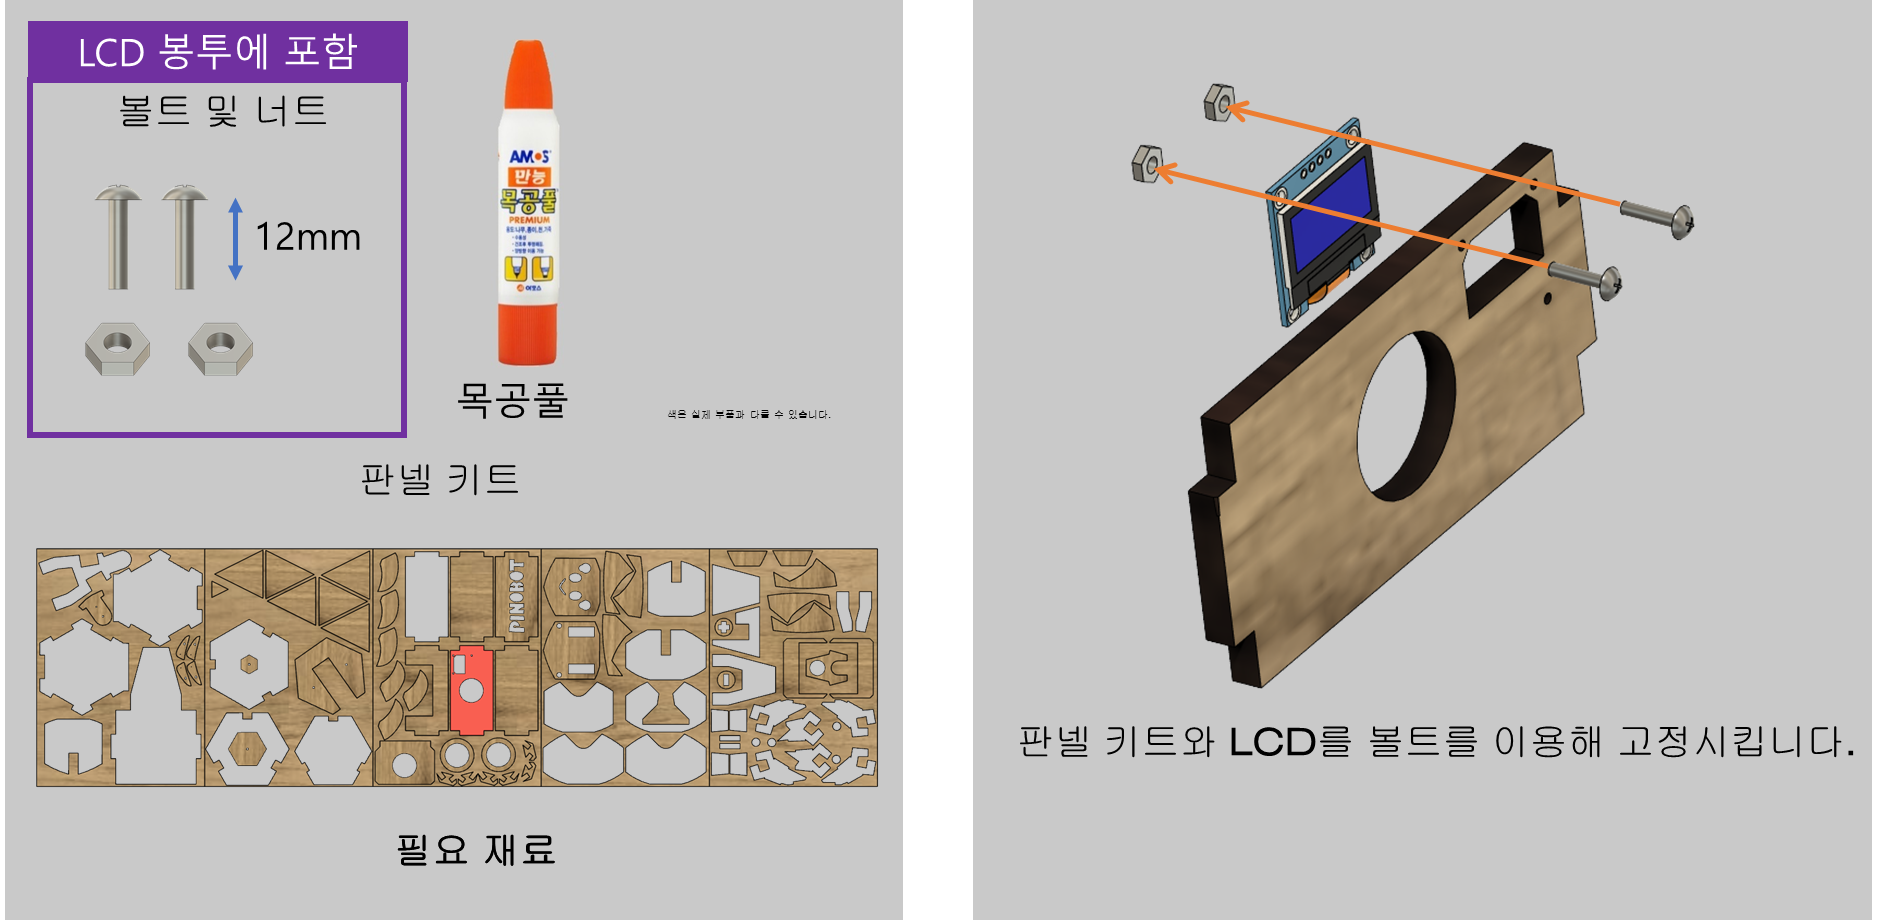 LCD 봉투에 포함
볼트 및 너트
12mm
AMOS
만능
목공풀
PREMIUM
목공풀
색은 실제 부품과 다를 수 있습니다.
판넬 키트
PINOBOT
필요 재료
판넬 키트와 LCD를 볼트를 이용해 고정시킵니다.